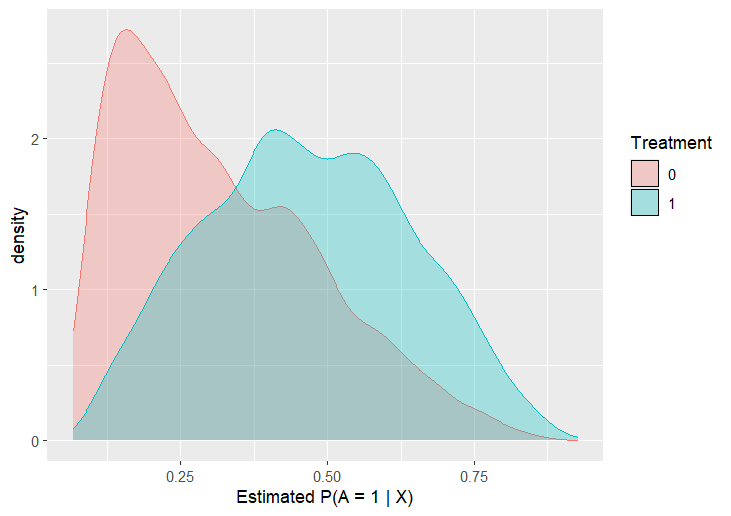 density
2
1
0
0.25 0.50 0.75
Estimated P(A = 1 | X)
Treatment
0
1